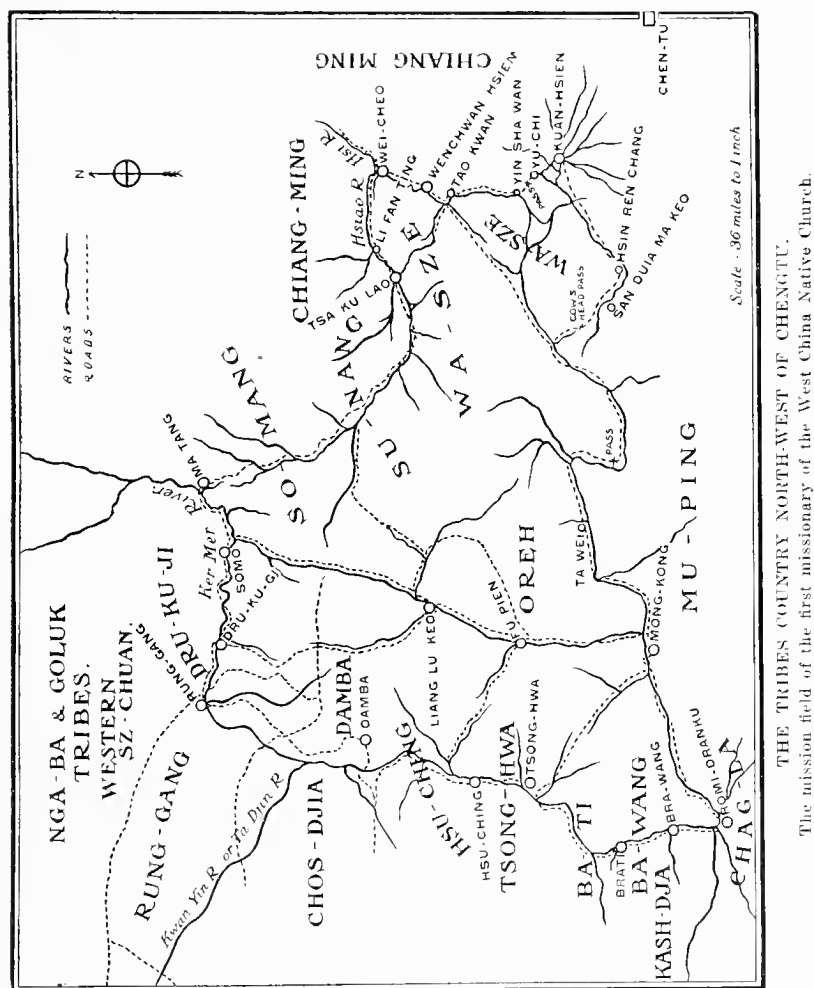 NGA-BA & GOLUK
TRIBES.
WESTERN
SZ-CHUAN.
RIVERS
ROADS
N
RUNG-GANG
RUNG-GANG
DRU-KU-JI
DRU-KU-GI
Ker Mer
River
SOMO
MA TANG
SO-MANG
CHIANG-MING
CHIANG MING
Hsiao R
Hsi R
WEI-CHEO
LI FAN TING
TSA KU LAO
WENCHWAN HSIEN
TAO KWAN
SU-NANG
WA-SZE
WA SZE
YIN SHA WAN
PASS
YU-CHI
KUAN-HSIEN
CHEN-TU
HSIN REN CHANG
SAN DUIA MA KEO
COW'S
HEAD PASS
PASS
Kwan Yin R or Ta Djin R
CHOS-DJIA
DAMBA
DAMBA
LIANG LU KEO
FU PIEN
OREH
TA WEI
MONG-KONG
MU-PING
HSU-CHING
HSU-CHING
TSONG-HWA
TSONG-HWA
BA-TI
BRATI
BA-WANG
BRA-WANG
KASH-DJA
ROMI-DRANKU
CHAG-DA
Scale - 36 miles to 1 inch
THE TRIBES COUNTRY NORTH-WEST OF CHENGTU.
The mission field of the first missionary of the West China Native Church.